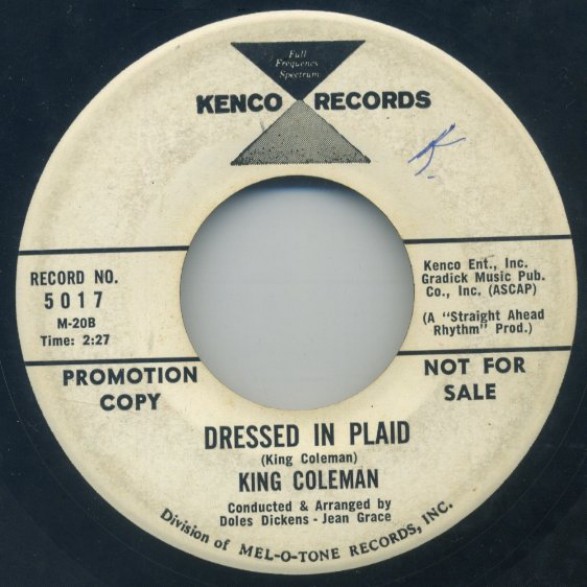 Full
Frequency
Spectrum
KENCO RECORDS
K.
RECORD NO.
5017
M-20B
Time: 2:27
Kenco Ent., Inc.
Gradick Music Pub.
Co., Inc. (ASCAP)
(A "Straight Ahead
Rhythm" Prod.)
PROMOTION
COPY
NOT FOR
SALE
DRESSED IN PLAID
(King Coleman)
KING COLEMAN
Conducted & Arranged by
Doles Dickens - Jean Grace
Division of MEL-O-TONE RECORDS, INC.